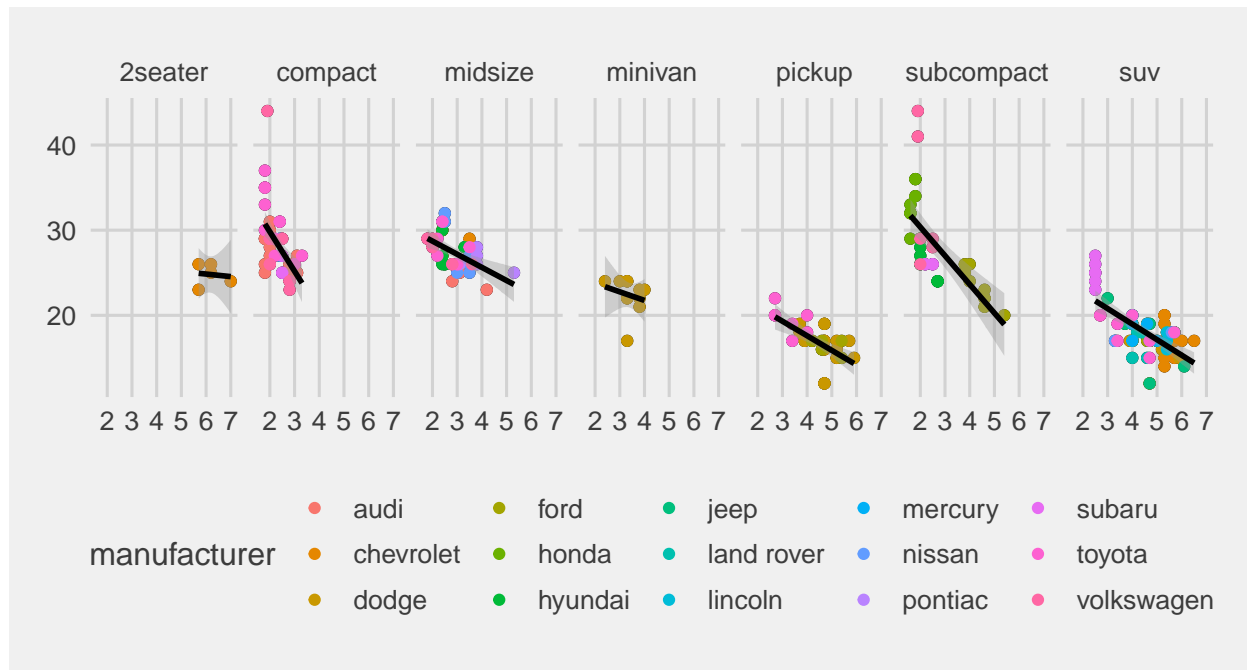 2seater compact midsize minivan pickup subcompact suv
40
30
20
2 3 4 5 6 7 2 3 4 5 6 7 2 3 4 5 6 7 2 3 4 5 6 7 2 3 4 5 6 7 2 3 4 5 6 7 2 3 4 5 6 7
audi ford jeep mercury subaru
manufacturer chevrolet honda land rover nissan toyota
dodge hyundai lincoln pontiac volkswagen